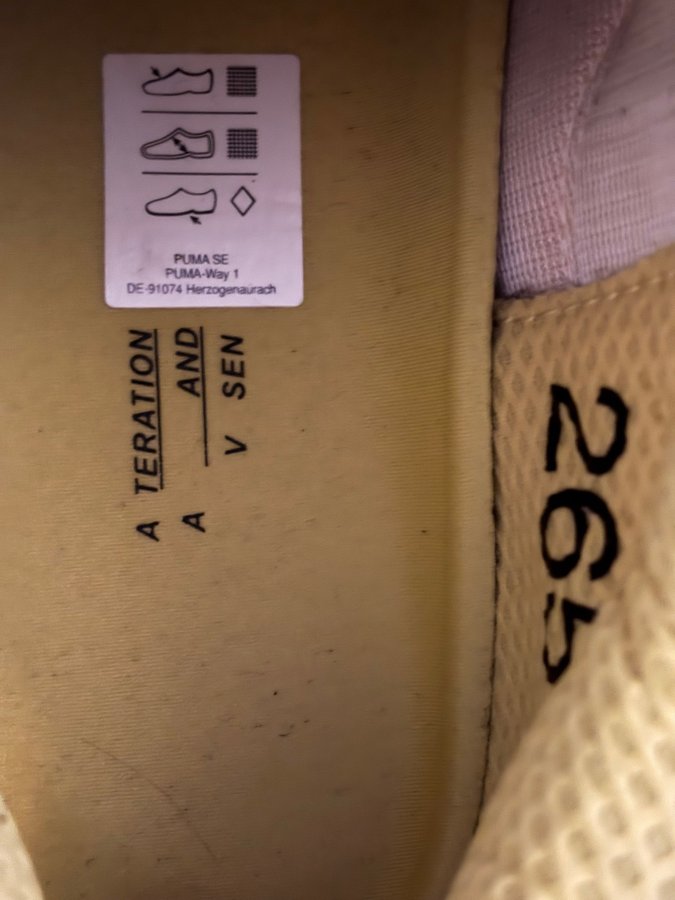 PUMA SE
PUMA-Way 1
DE-91074 Herzogenaurach
A TERATION
A AND
V SEN
265